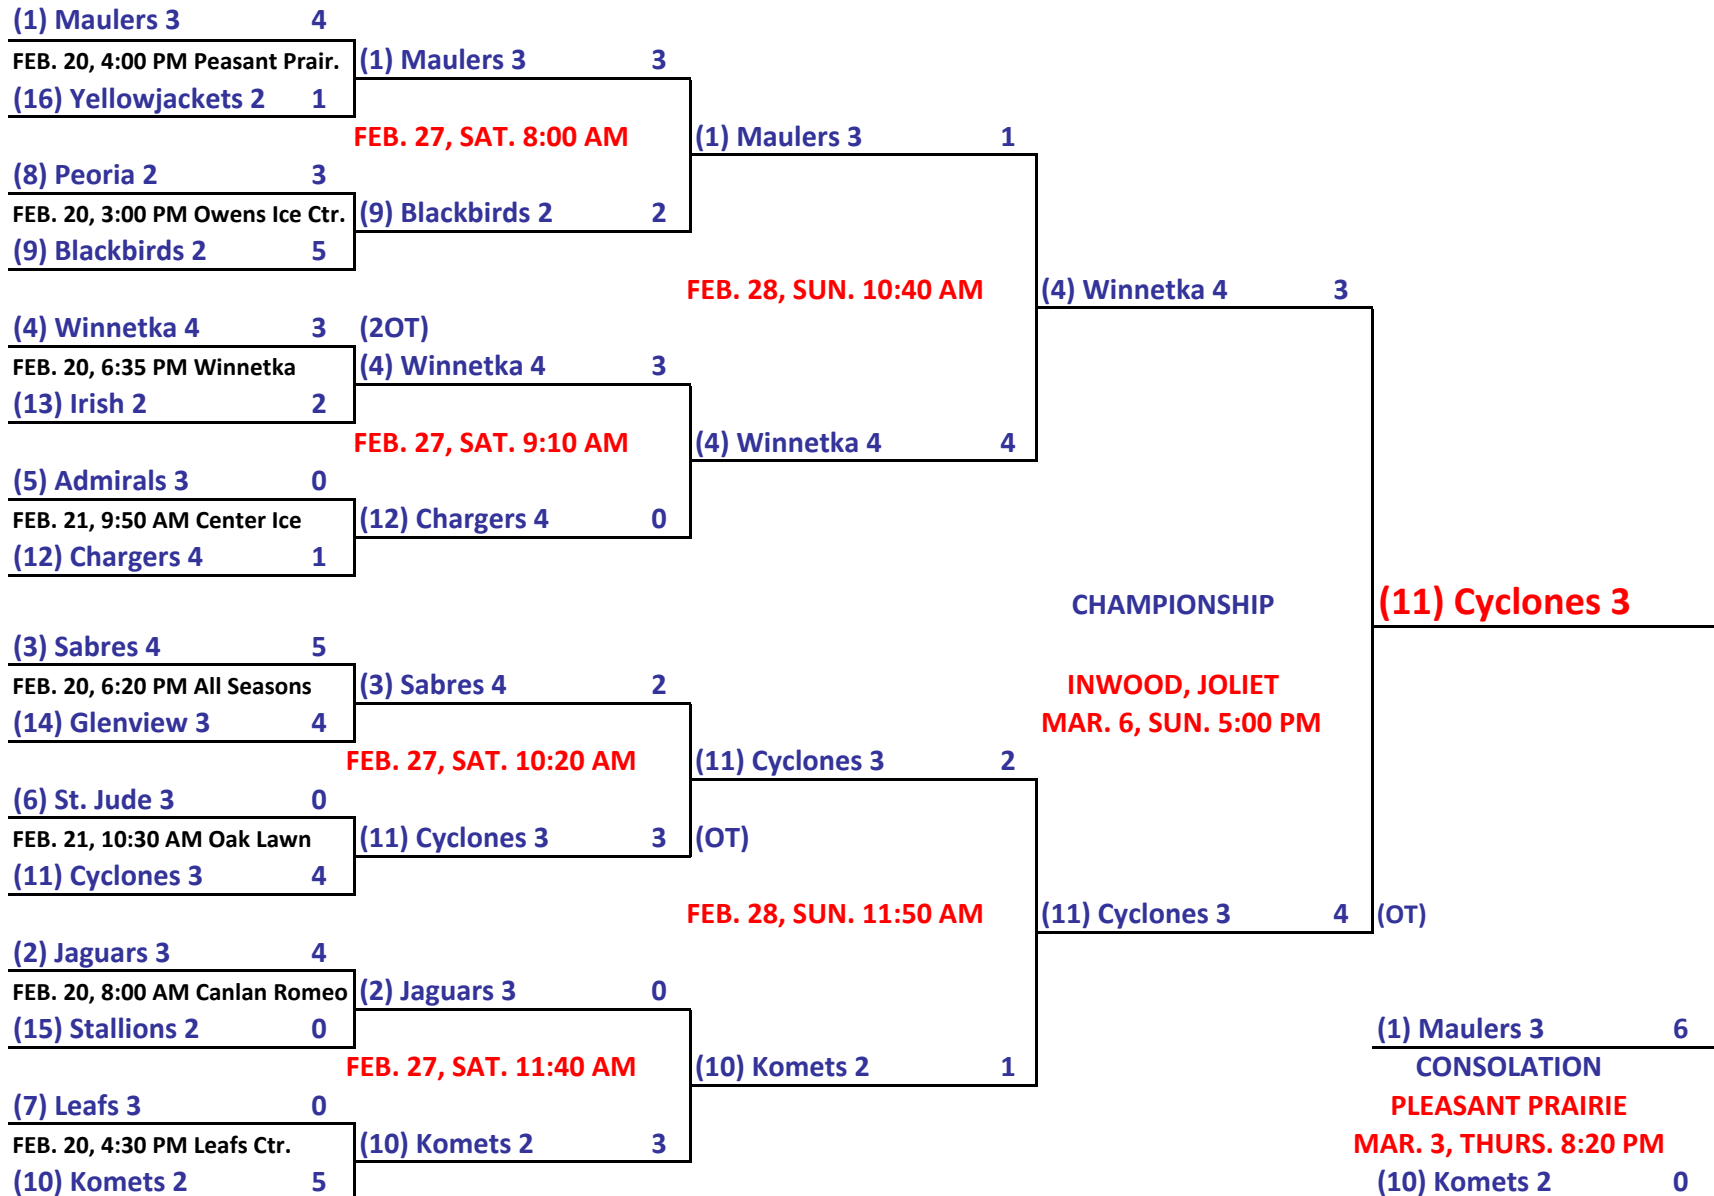 (1) Maulers 3 4
FEB. 20, 4:00 PM Peasant Prair.
(1) Maulers 3 3
(16) Yellowjackets 2 1
FEB. 27, SAT. 8:00 AM
(1) Maulers 3 1
(8) Peoria 2 3
FEB. 20, 3:00 PM Owens Ice Ctr.
(9) Blackbirds 2 2
(9) Blackbirds 2 5
FEB. 28, SUN. 10:40 AM
(4) Winnetka 4 3
(4) Winnetka 4 3 (2OT)
FEB. 20, 6:35 PM Winnetka
(4) Winnetka 4 3
(13) Irish 2 2
FEB. 27, SAT. 9:10 AM
(4) Winnetka 4 4
(5) Admirals 3 0
FEB. 21, 9:50 AM Center Ice
(12) Chargers 4 0
(12) Chargers 4 1
CHAMPIONSHIP
(11) Cyclones 3
(3) Sabres 4 5
FEB. 20, 6:20 PM All Seasons
(3) Sabres 4 2
INWOOD, JOLIET
(14) Glenview 3 4
MAR. 6, SUN. 5:00 PM
FEB. 27, SAT. 10:20 AM
(11) Cyclones 3 2
(6) St. Jude 3 0
FEB. 21, 10:30 AM Oak Lawn
(11) Cyclones 3 3 (OT)
(11) Cyclones 3 4
FEB. 28, SUN. 11:50 AM
(11) Cyclones 3 4 (OT)
(2) Jaguars 3 4
FEB. 20, 8:00 AM Canlan Romeo
(2) Jaguars 3 0
(15) Stallions 2 0
(1) Maulers 3 6
FEB. 27, SAT. 11:40 AM
(10) Komets 2 1
CONSOLATION
(7) Leafs 3 0
PLEASANT PRAIRIE
FEB. 20, 4:30 PM Leafs Ctr.
(10) Komets 2 3
MAR. 3, THURS. 8:20 PM
(10) Komets 2 5
(10) Komets 2 0